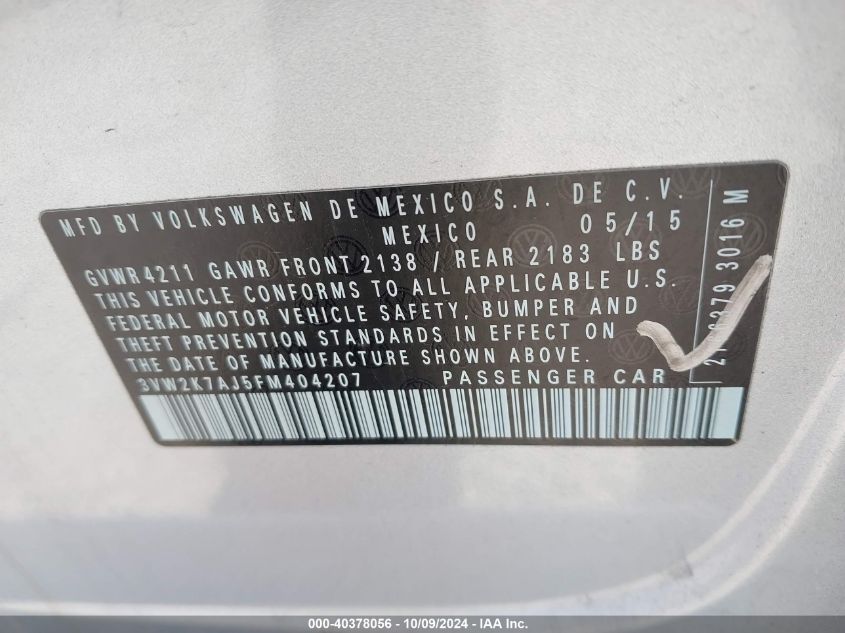 MFD BY VOLKSWAGEN DE MEXICO S.A. DE C.V.
MEXICO 05/15
GVWR 4211 GAWR FRONT 2138 / REAR 2183 LBS
THIS VEHICLE CONFORMS TO ALL APPLICABLE U.S.
FEDERAL MOTOR VEHICLE SAFETY, BUMPER AND
THEFT PREVENTION STANDARDS IN EFFECT ON
THE DATE OF MANUFACTURE SHOWN ABOVE.
3VW2K7AJ5FM404207 PASSENGER CAR
3016 M
000-40378056 - 10/09/2024 - IAA Inc.